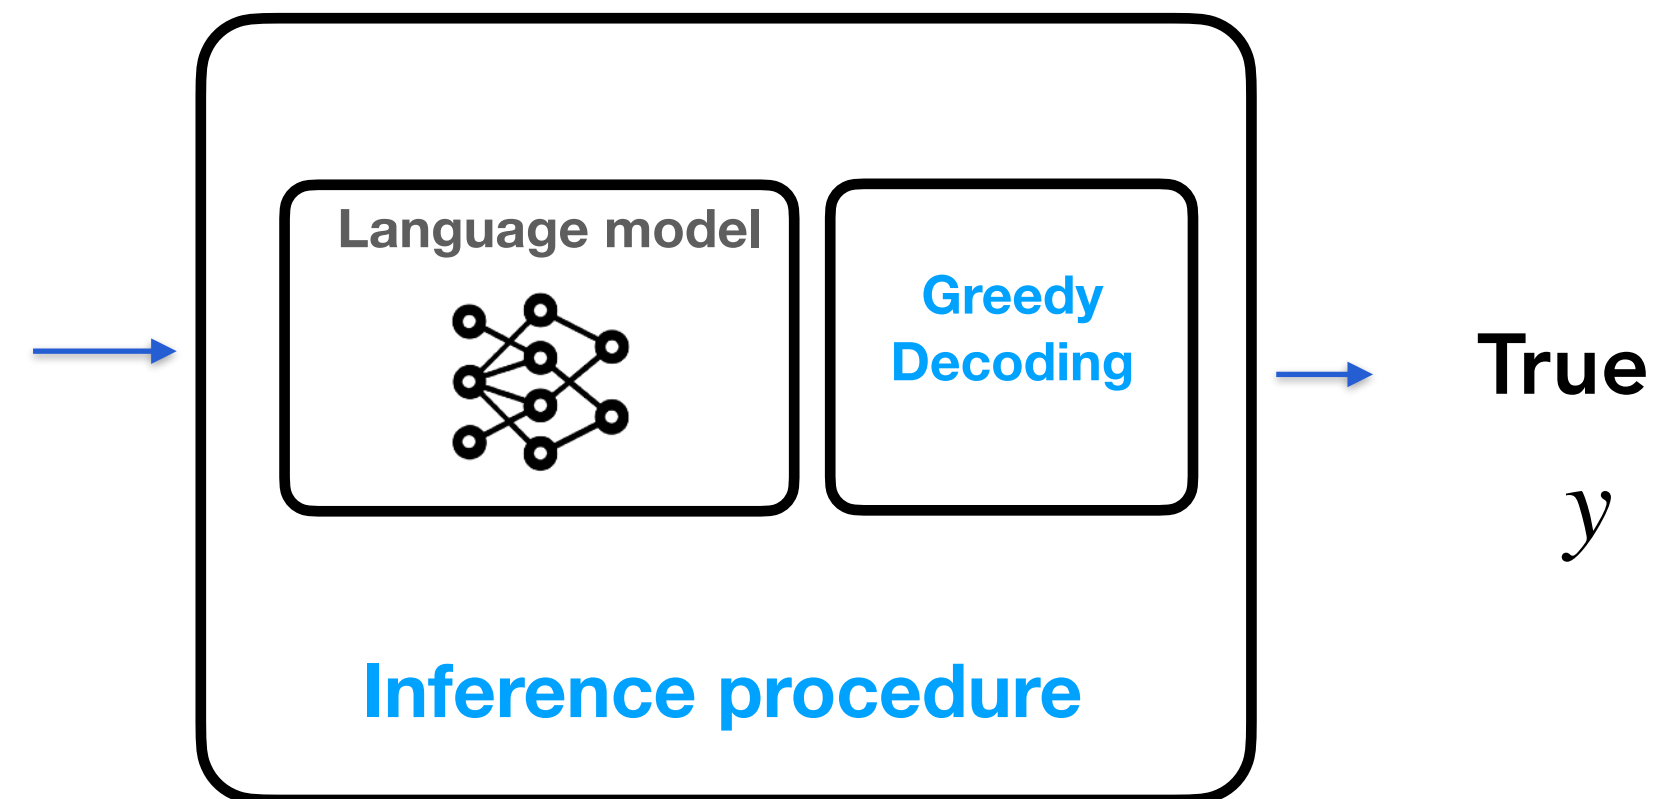 Language model
Greedy
Decoding
True
y
Inference procedure